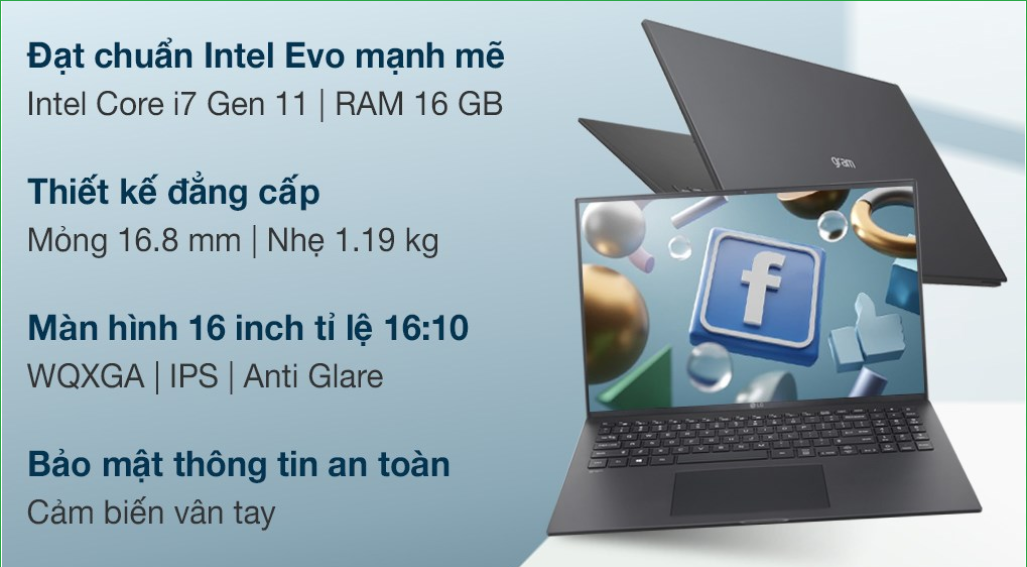 Đạt chuẩn Intel Evo mạnh mẽ
Intel Core i7 Gen 11 | RAM 16 GB
Thiết kế đẳng cấp
Mỏng 16.8 mm | Nhẹ 1.19 kg
Màn hình 16 inch tỉ lệ 16:10
WQXGA | IPS | Anti Glare
Bảo mật thông tin an toàn
Cảm biến vân tay
gram
f
LG